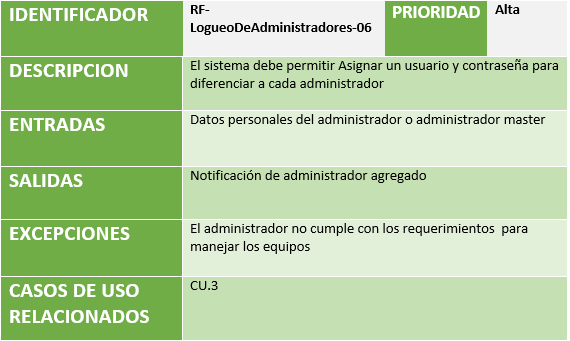 IDENTIFICADOR
RF-
LogueoDeAdministradores-06
PRIORIDAD
Alta
DESCRIPCION
El sistema debe permitir Asignar un usuario y contraseña para
diferenciar a cada administrador
ENTRADAS
Datos personales del administrador o administrador master
SALIDAS
Notificación de administrador agregado
EXCEPCIONES
El administrador no cumple con los requerimientos  para
manejar los equipos
CASOS DE USO
RELACIONADOS
CU.3